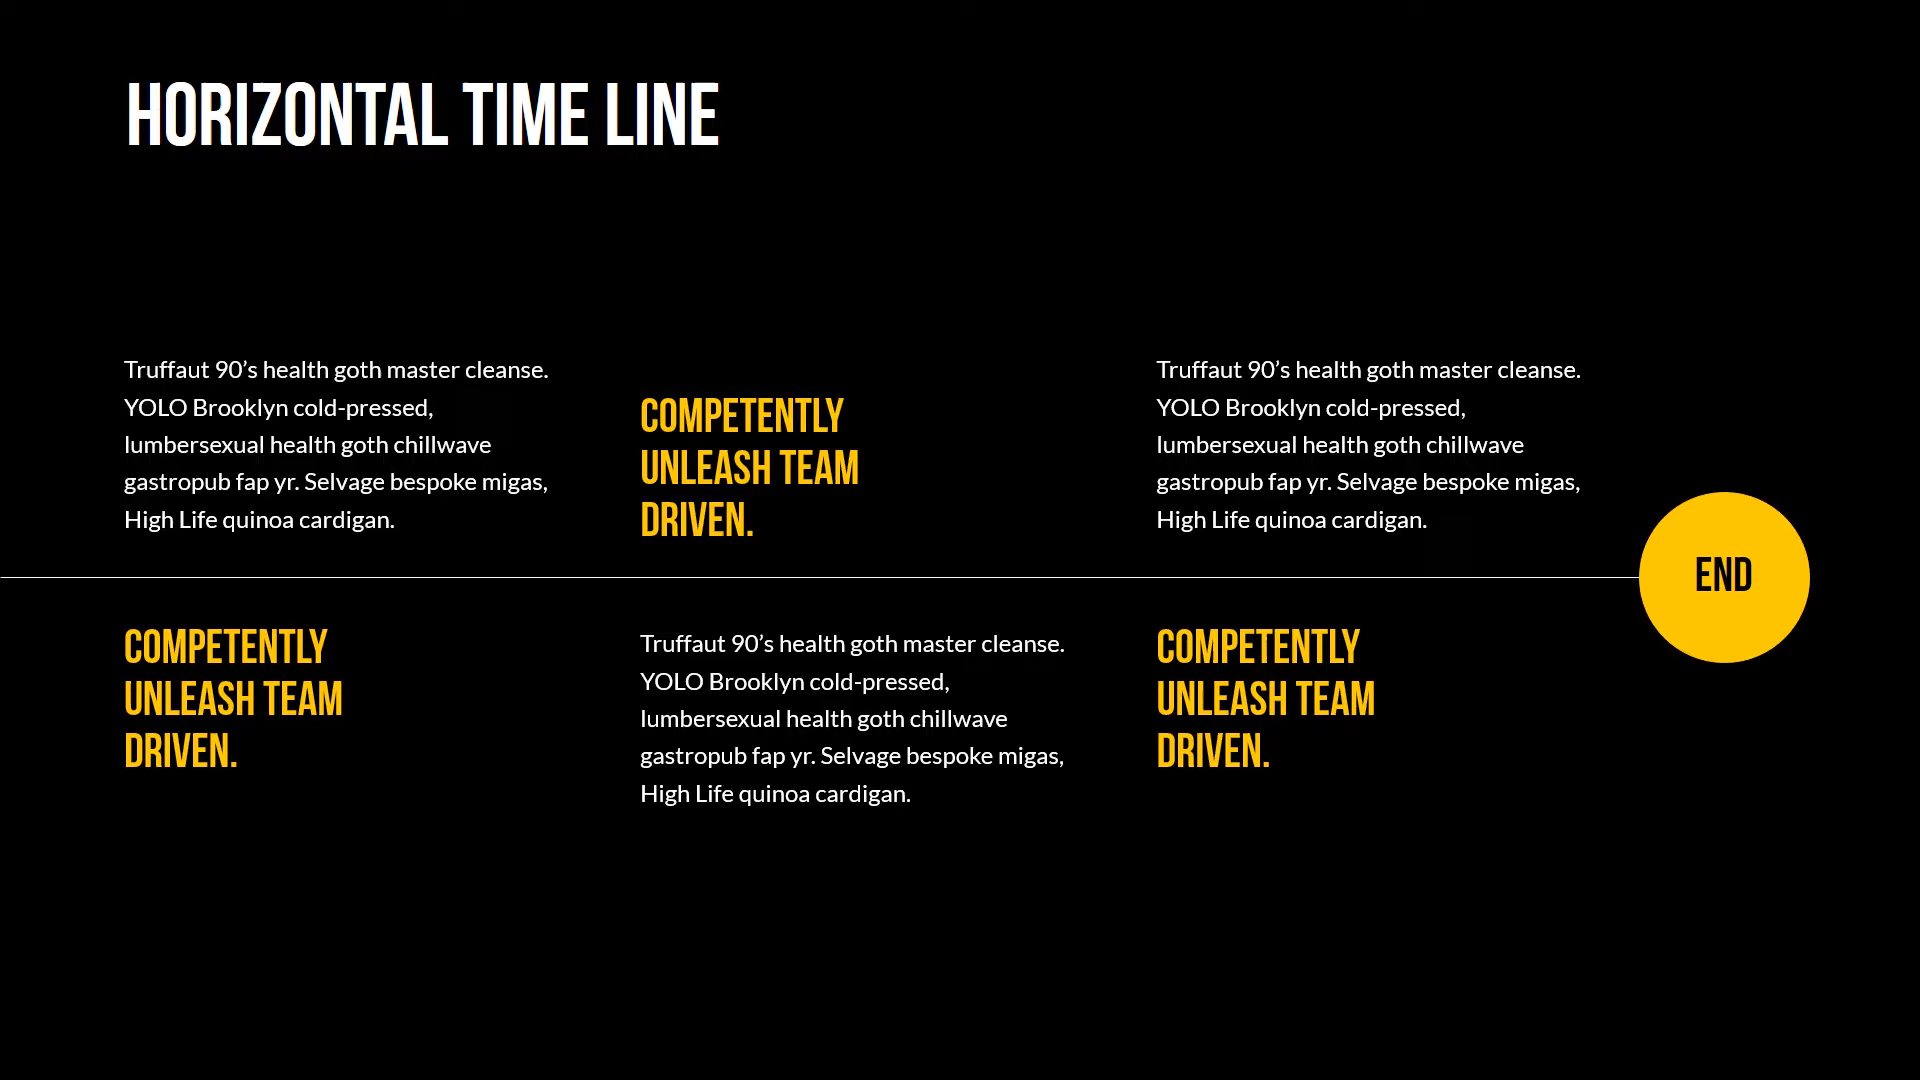 HORIZONTAL TIME LINE
Truffaut 90’s health goth master cleanse.
YOLO Brooklyn cold-pressed,
lumbersexual health goth chillwave
gastropub fap yr. Selvage bespoke migas,
High Life quinoa cardigan.
COMPETENTLY
UNLEASH TEAM
DRIVEN.
COMPETENTLY
UNLEASH TEAM
DRIVEN.
Truffaut 90’s health goth master cleanse.
YOLO Brooklyn cold-pressed,
lumbersexual health goth chillwave
gastropub fap yr. Selvage bespoke migas,
High Life quinoa cardigan.
Truffaut 90’s health goth master cleanse.
YOLO Brooklyn cold-pressed,
lumbersexual health goth chillwave
gastropub fap yr. Selvage bespoke migas,
High Life quinoa cardigan.
COMPETENTLY
UNLEASH TEAM
DRIVEN.
END